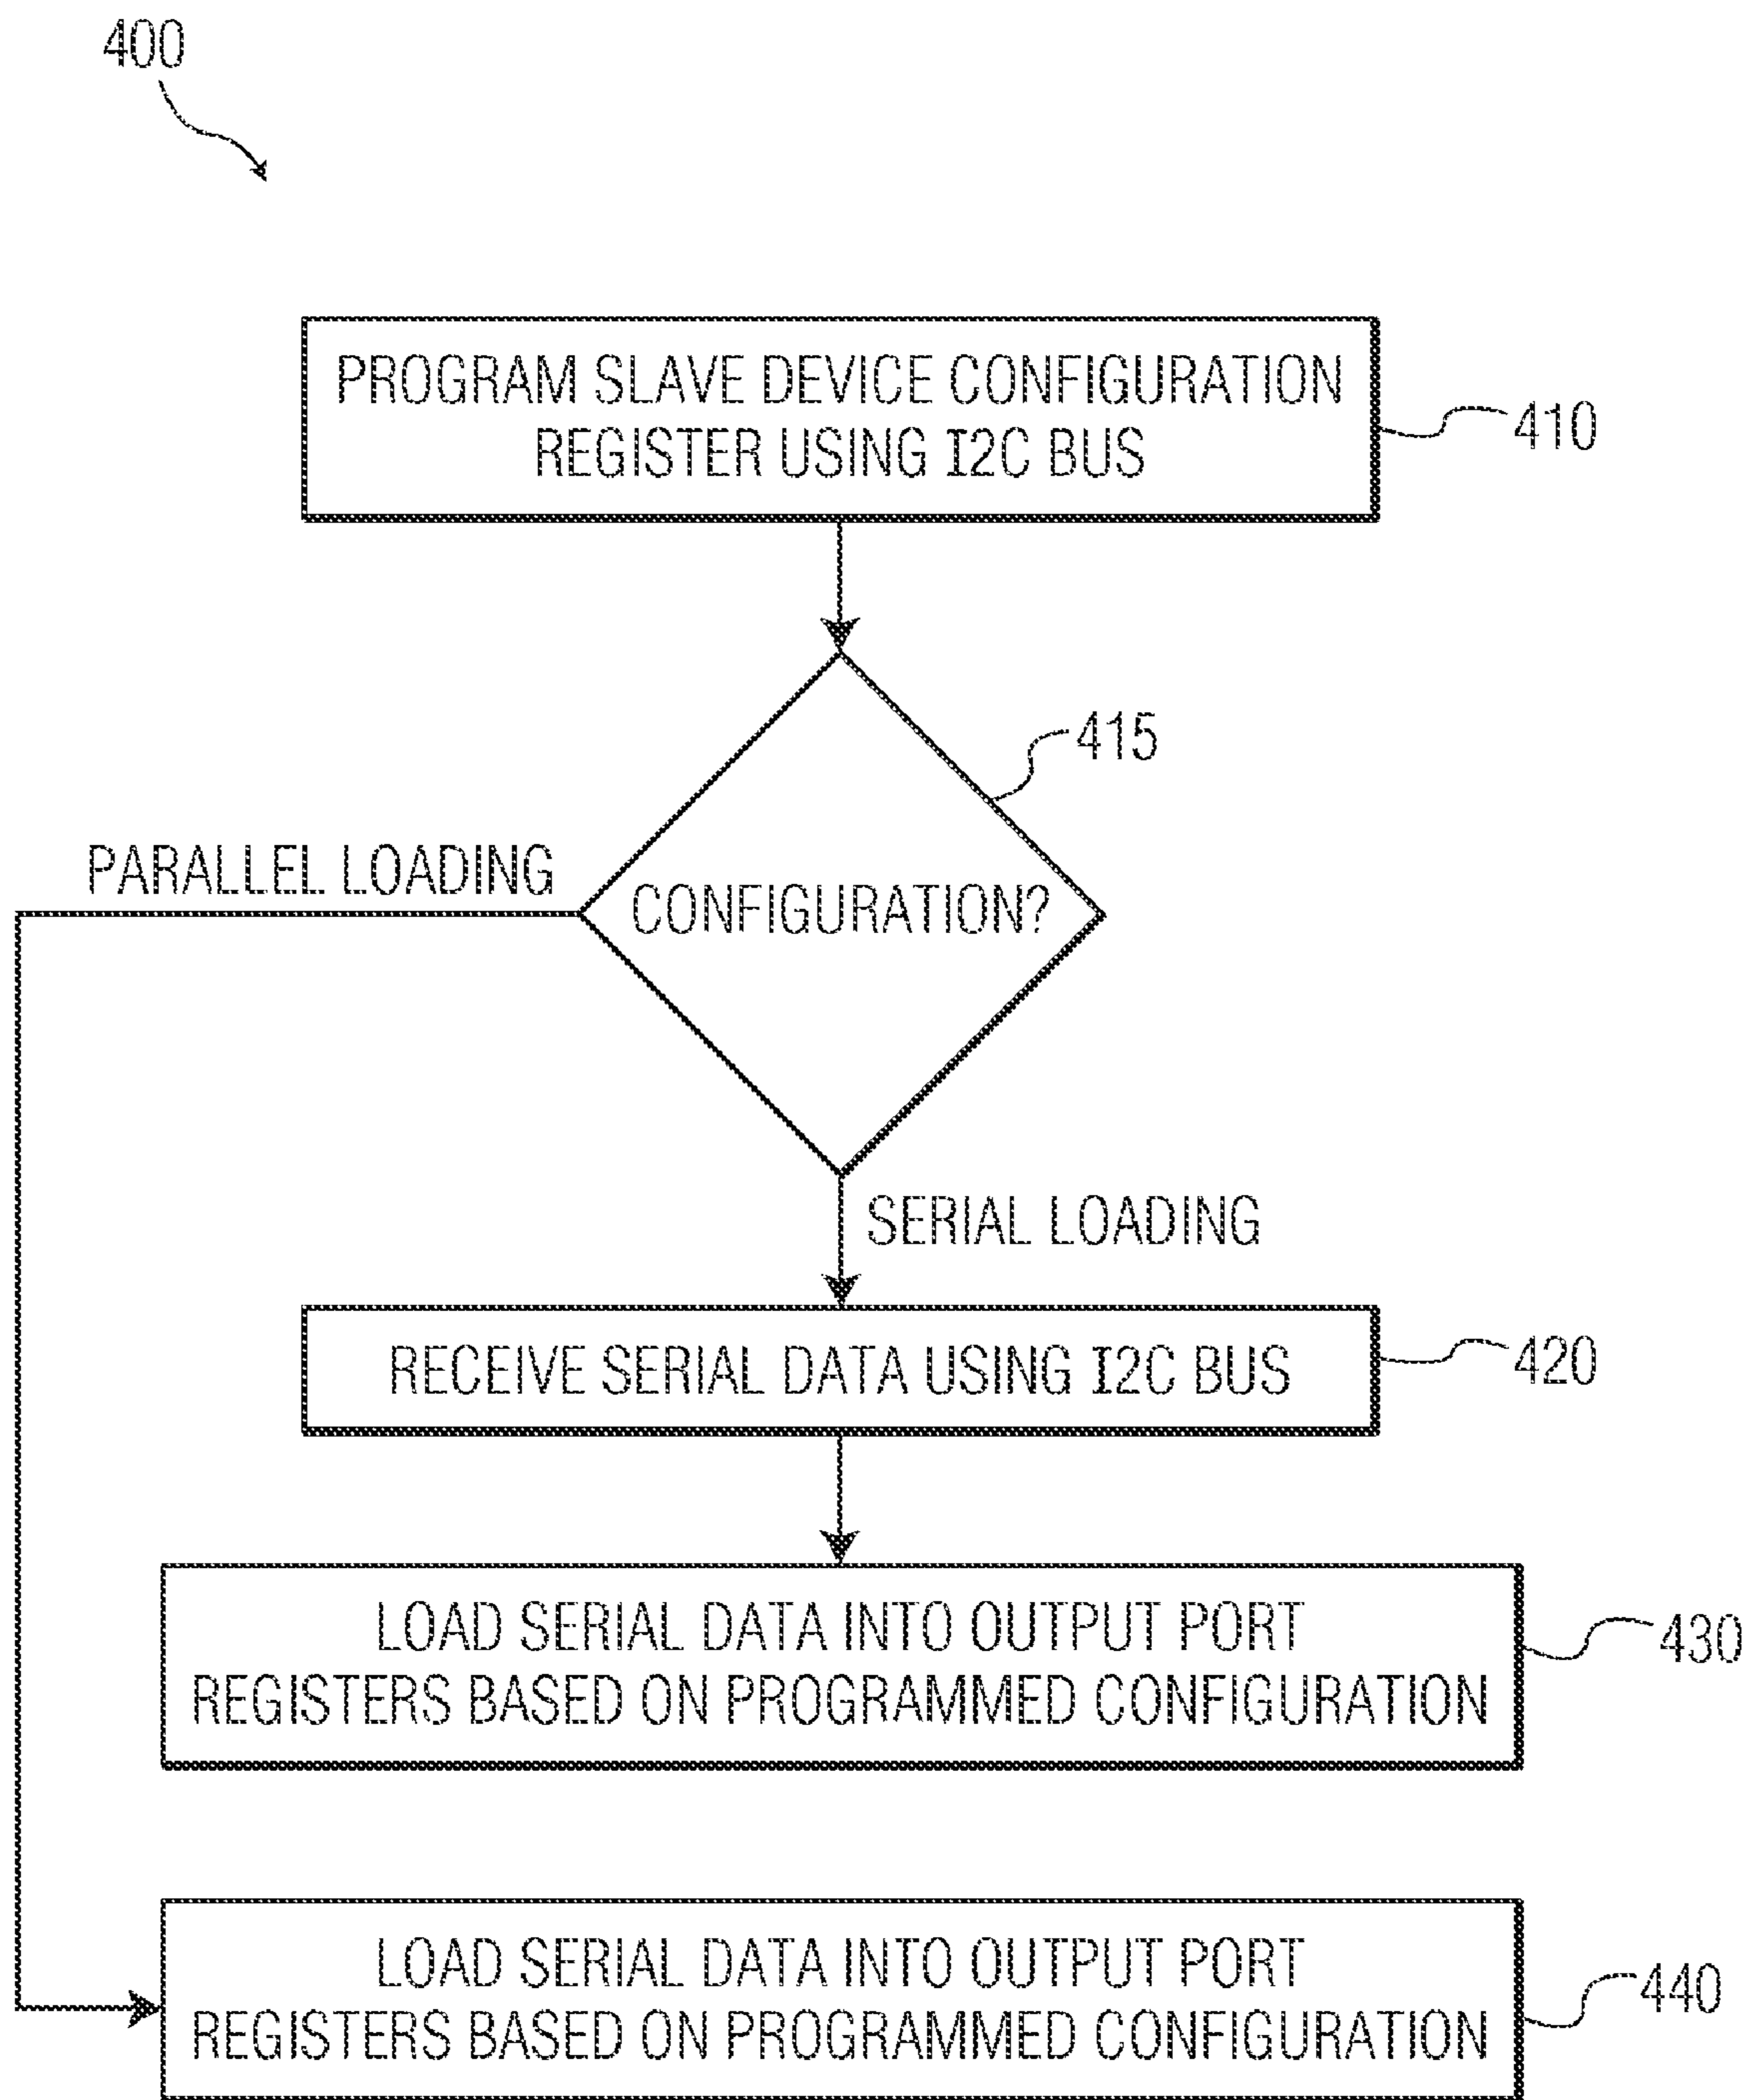 400
PROGRAM SLAVE DEVICE CONFIGURATION
REGISTER USING I2C BUS
410
415
PARALLEL LOADING
CONFIGURATION?
SERIAL LOADING
RECEIVE SERIAL DATA USING I2C BUS
420
LOAD SERIAL DATA INTO OUTPUT PORT
REGISTERS BASED ON PROGRAMMED CONFIGURATION
430
LOAD SERIAL DATA INTO OUTPUT PORT
REGISTERS BASED ON PROGRAMMED CONFIGURATION
440